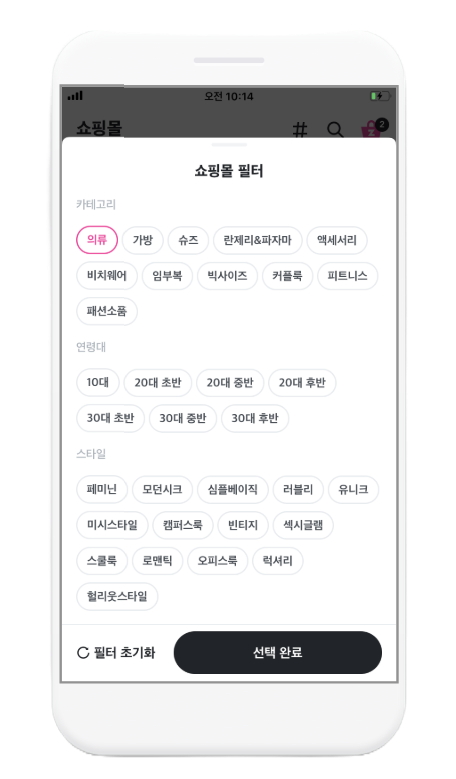 오전 10:14
쇼핑몰
2
쇼핑몰 필터
카테고리
의류 가방 슈즈 란제리&파자마 액세서리
비치웨어 임부복 빅사이즈 커플룩 피트니스
패션소품
연령대
10대 20대 초반 20대 중반 20대 후반
30대 초반 30대 중반 30대 후반
스타일
페미닌 모던시크 심플베이직 러블리 유니크
미시스타일 캠퍼스룩 빈티지 섹시글램
스쿨룩 로맨틱 오피스룩 럭셔리
헐리웃스타일
필터 초기화 선택 완료